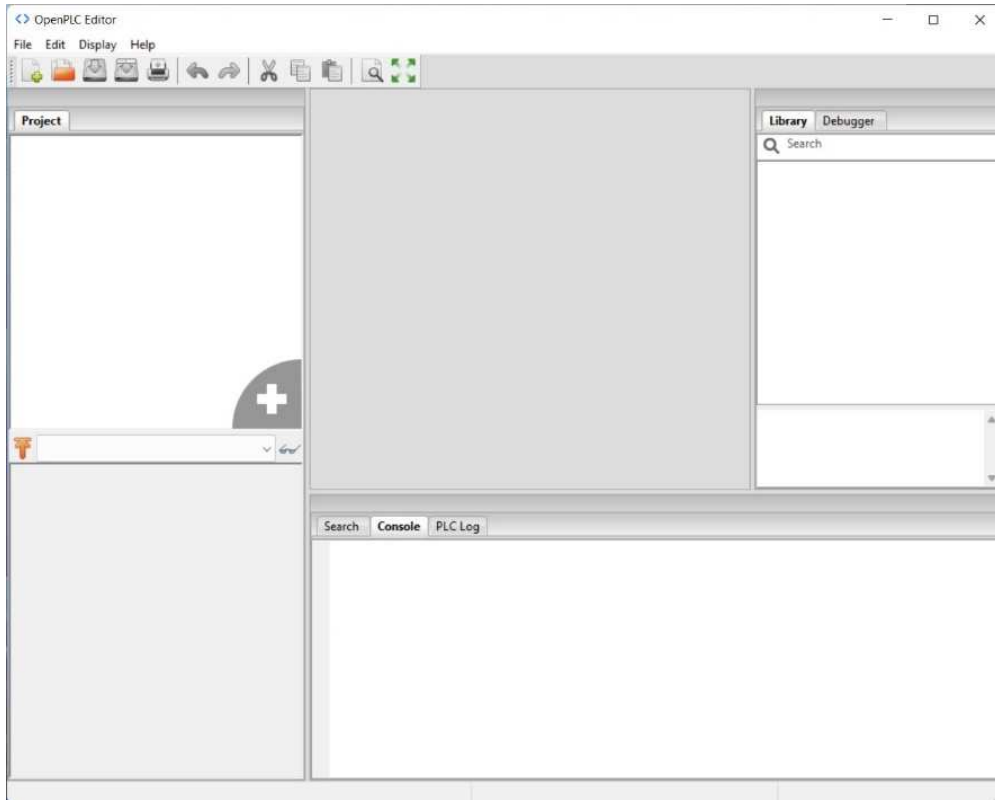 OpenPLC Editor
File Edit Display Help
Project
Library Debugger
Search
Search Console PLC Log